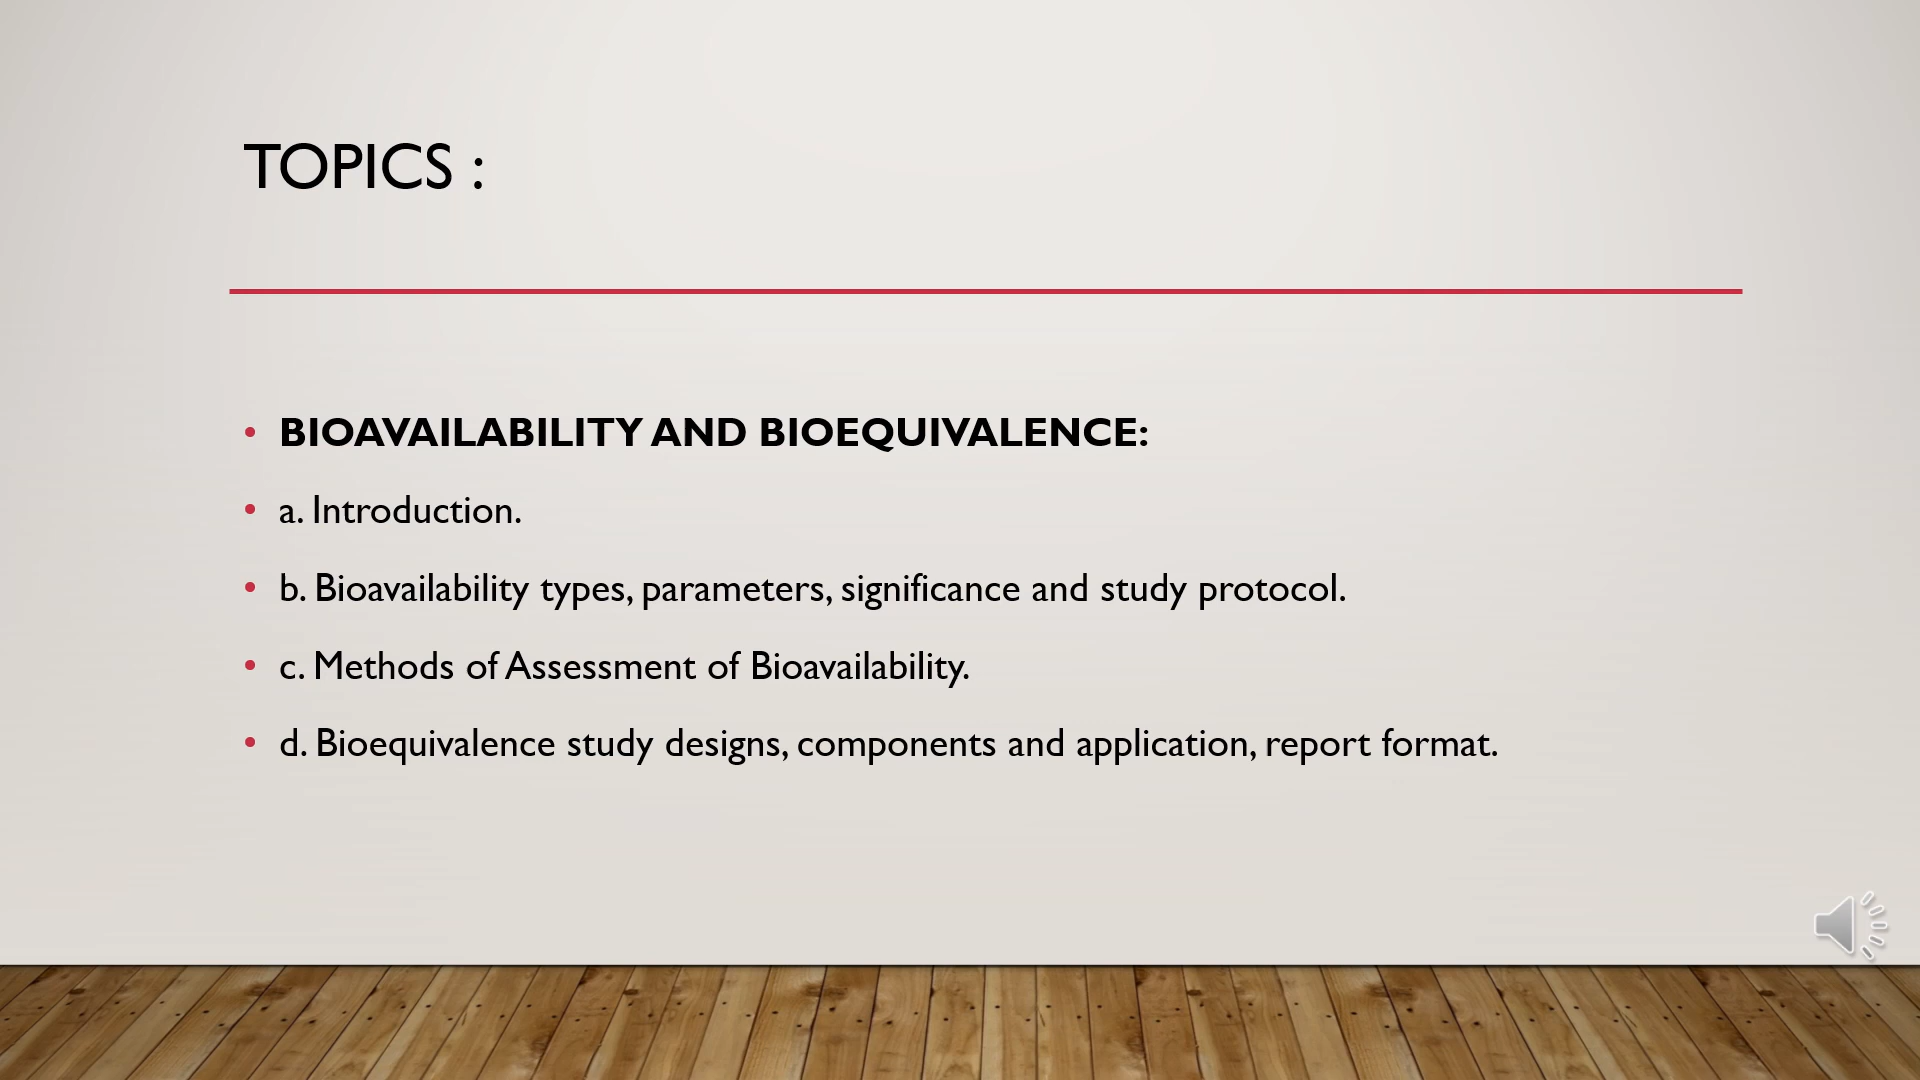 TOPICS :
• BIOAVAILABILITY AND BIOEQUIVALENCE:
• a. Introduction.
• b. Bioavailability types, parameters, significance and study protocol.
• c. Methods of Assessment of Bioavailability.
• d. Bioequivalence study designs, components and application, report format.